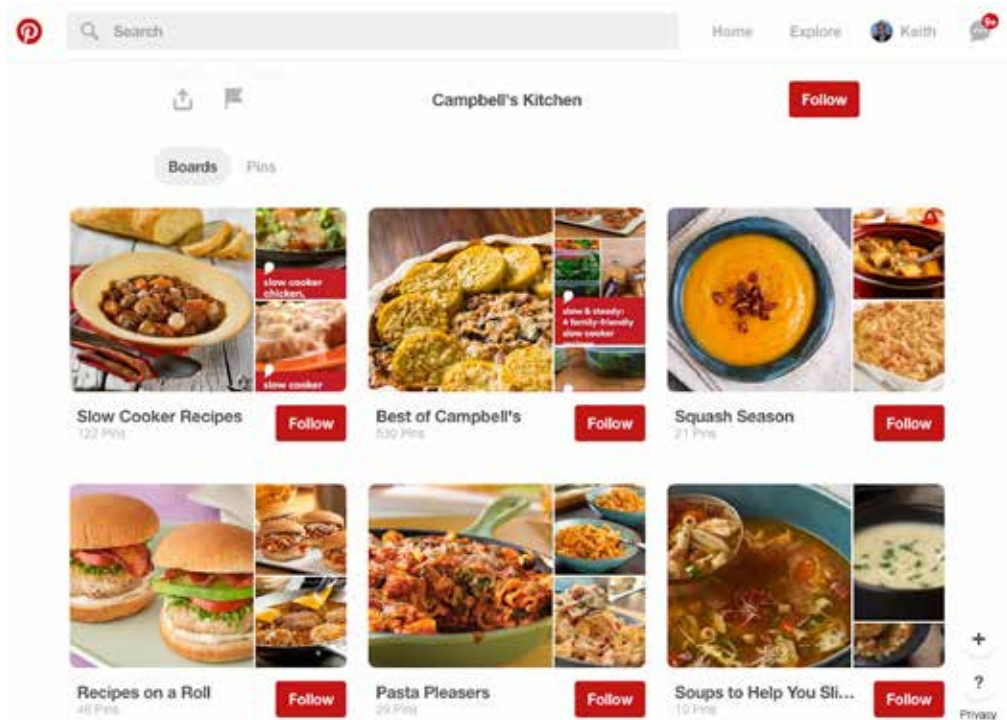 Search
Home
Explore
Keith
9+
Campbell's Kitchen
Follow
Boards
Pins
slow cooker
chicken,
slow cooker
slow & steady:
4 family-friendly
slow cooker
Slow Cooker Recipes
122 Pins
Follow
Best of Campbell's
530 Pins
Follow
Squash Season
21 Pins
Follow
Recipes on a Roll
46 Pins
Follow
Pasta Pleasers
29 Pins
Follow
Soups to Help You Sli...
10 Pins
Follow
+
?
Privacy